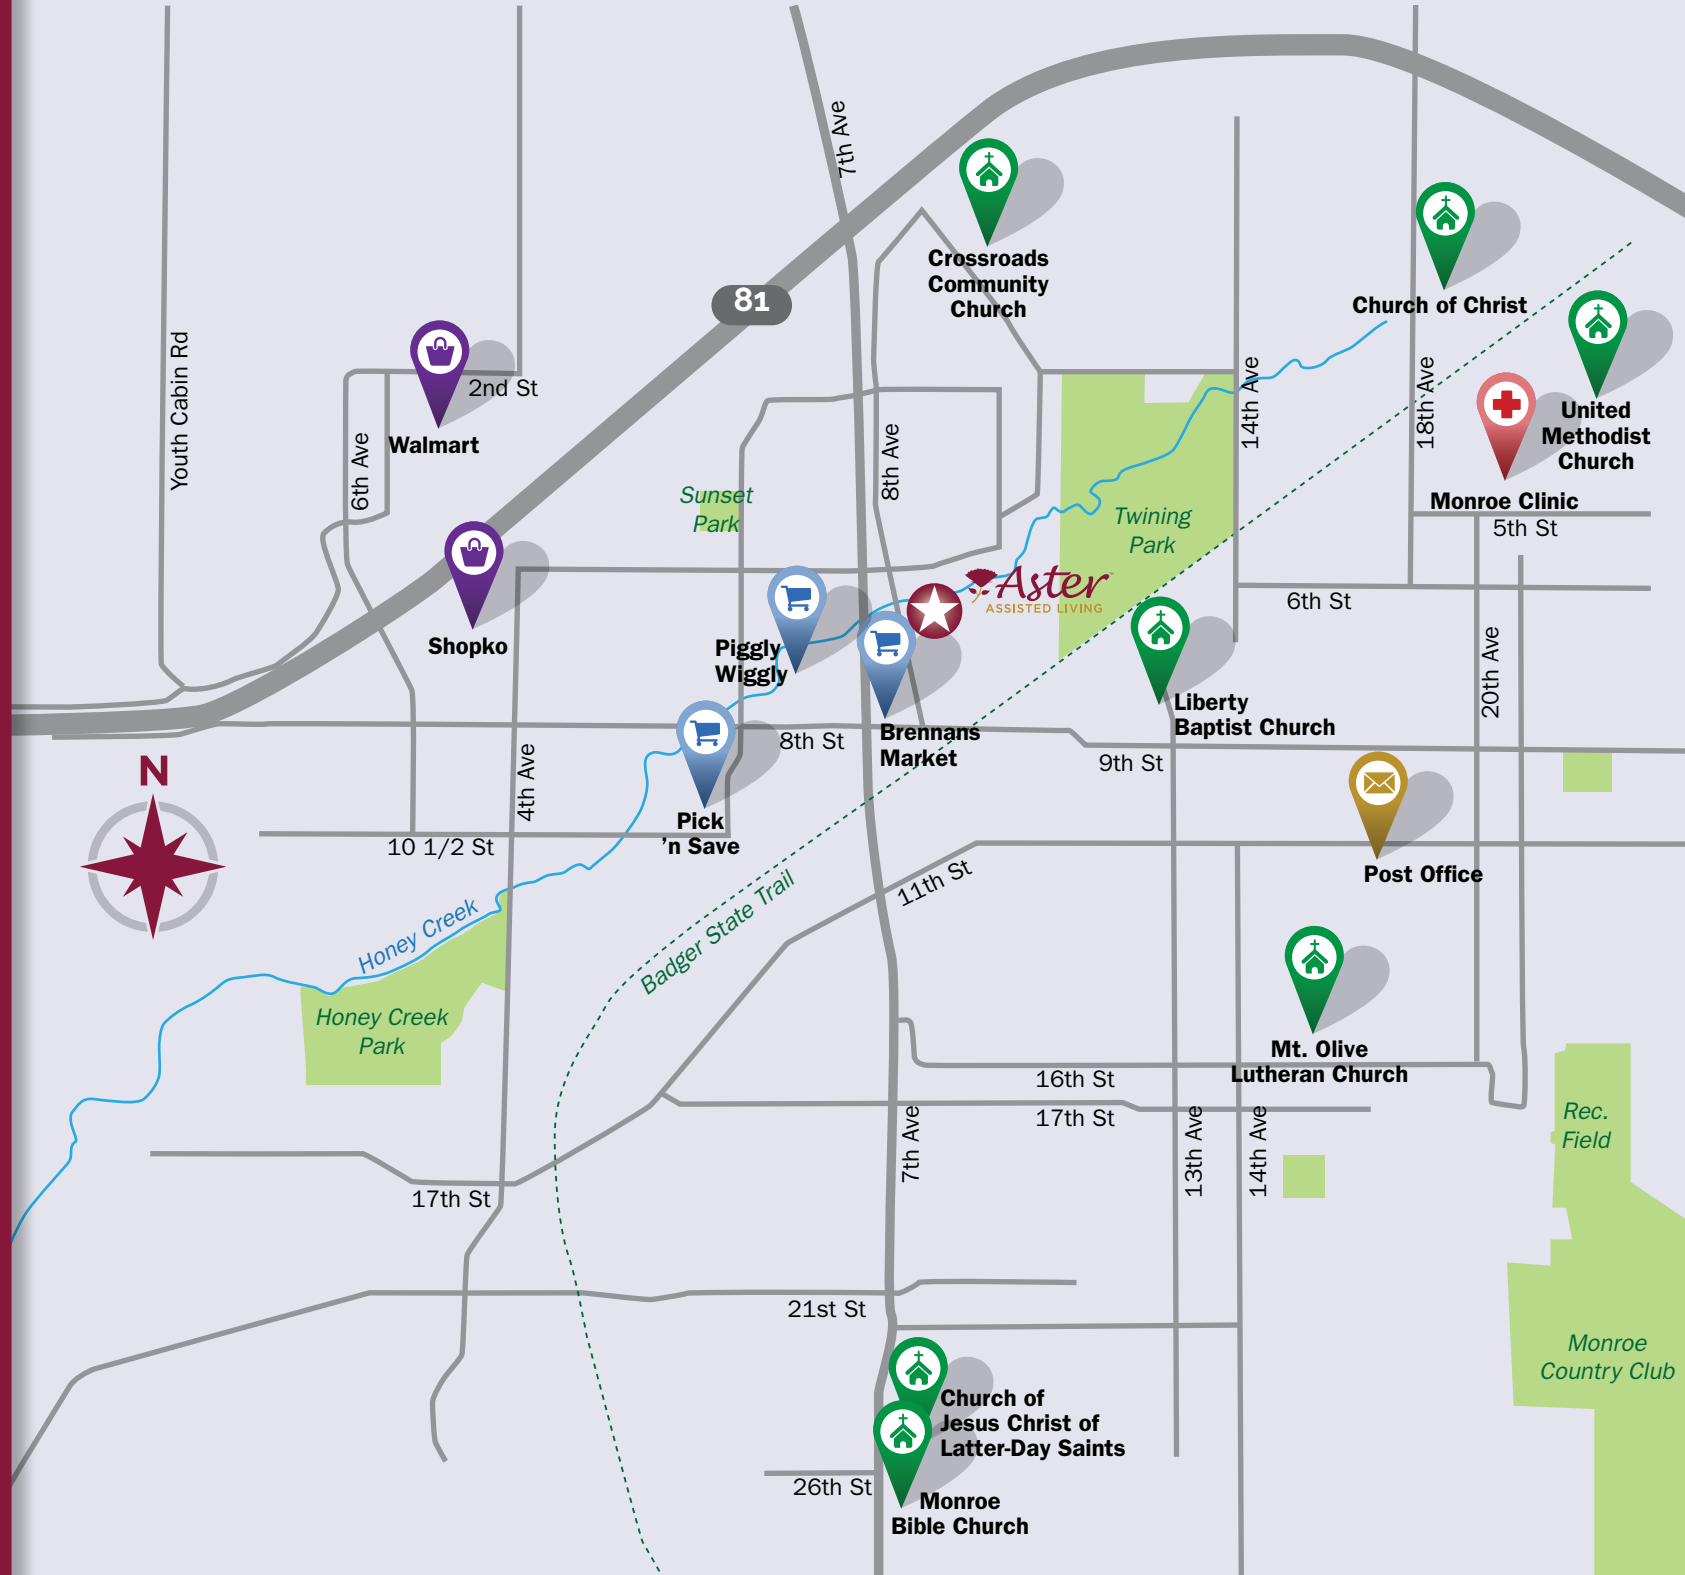 7th Ave
81
Crossroads
Community
Church
Church of Christ
Youth Cabin Rd
2nd St
Walmart
6th Ave
8th Ave
14th Ave
18th Ave
United
Methodist
Church
Monroe Clinic
5th St
Sunset
Park
Twining
Park
Aster™
ASSISTED LIVING
6th St
Shopko
Piggly
Wiggly
Liberty
Baptist Church
20th Ave
Brennans
Market
8th St
9th St
N
4th Ave
Pick
’n Save
10 1/2 St
Post Office
11th St
Badger State Trail
Honey Creek
Honey Creek
Park
Mt. Olive
Lutheran Church
16th St
17th St
7th Ave
13th Ave
14th Ave
Rec.
Field
17th St
21st St
Monroe
Country Club
Church of
Jesus Christ of
Latter-Day Saints
26th St
Monroe
Bible Church